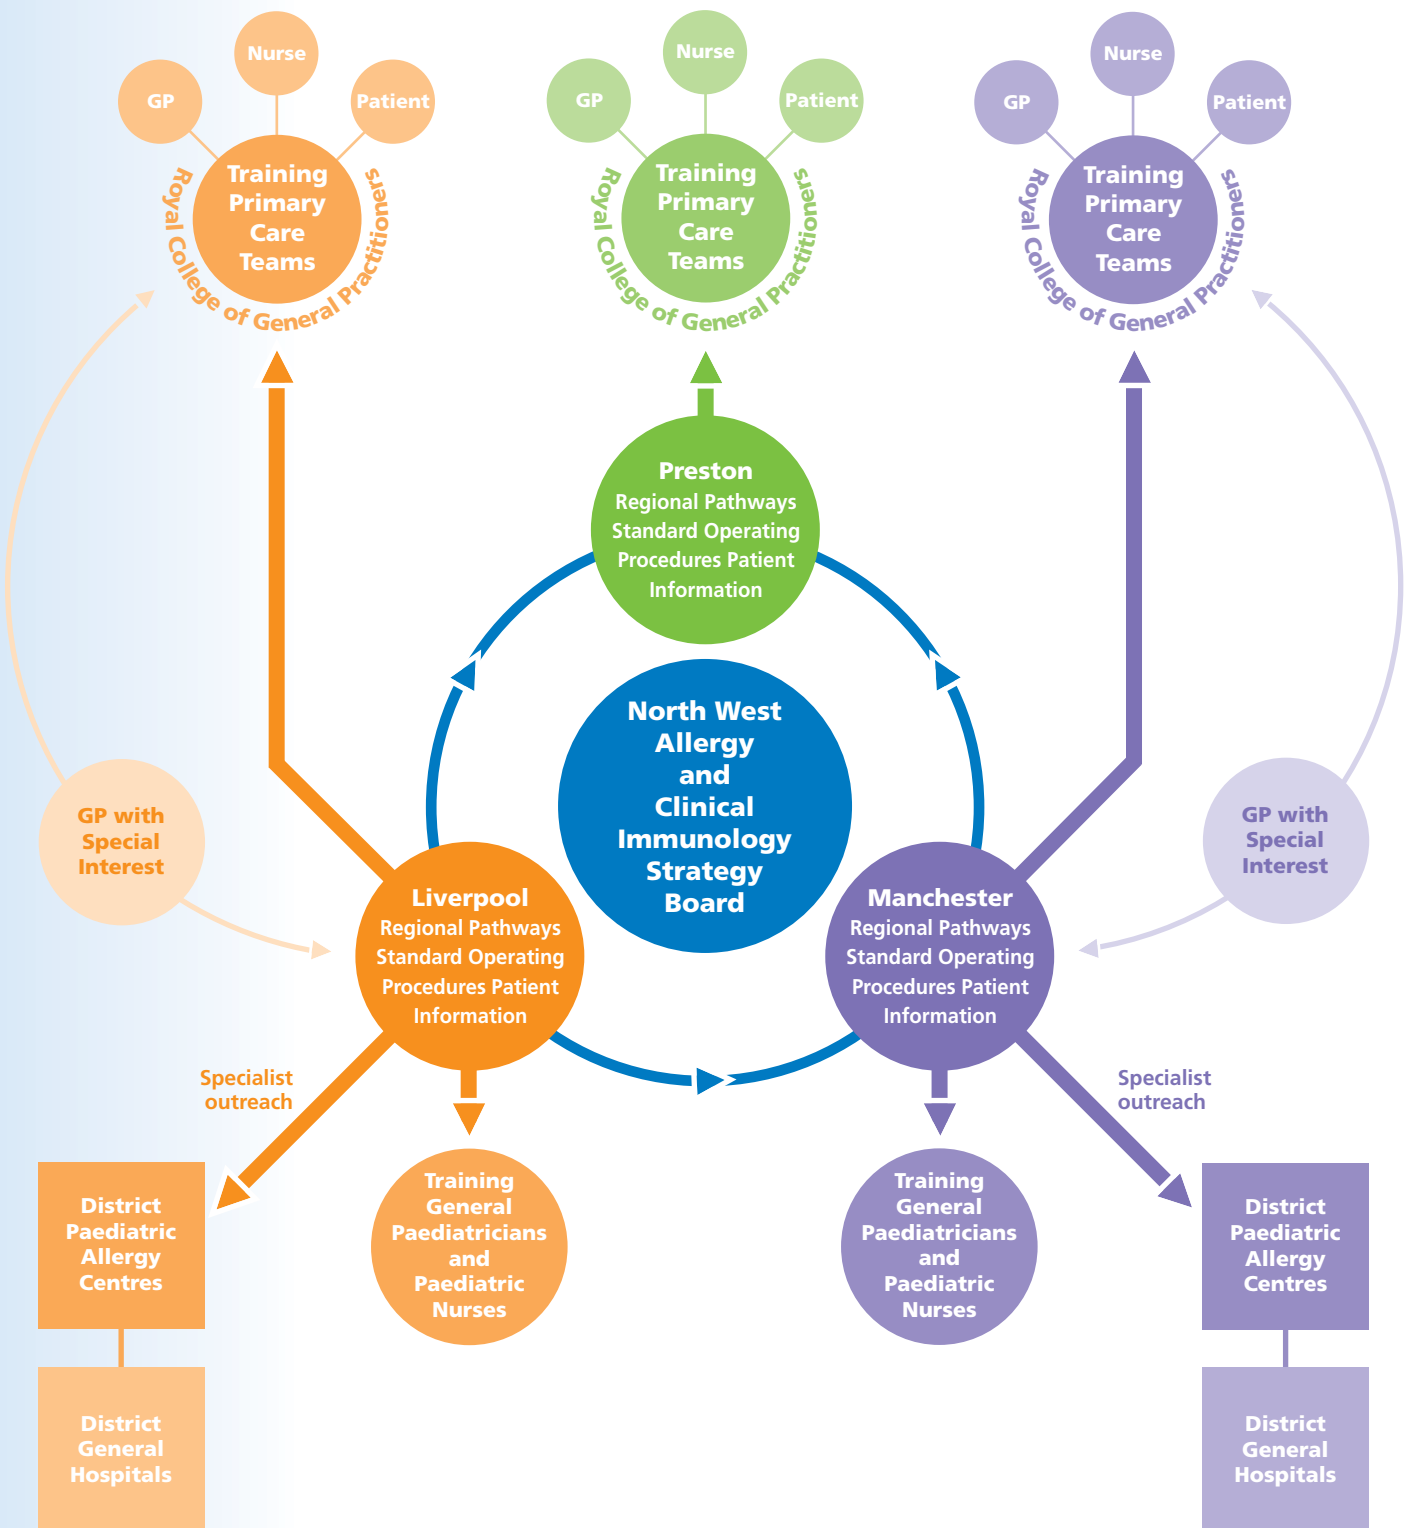 GP
Nurse
Patient
Training
Primary
Care
Teams
Royal College of General Practitioners
GP
Nurse
Patient
Training
Primary
Care
Teams
Royal College of General Practitioners
GP
Nurse
Patient
Training
Primary
Care
Teams
Royal College of General Practitioners
Preston
Regional Pathways
Standard Operating
Procedures Patient
Information
North West
Allergy
and
Clinical
Immunology
Strategy
Board
GP with
Special
Interest
GP with
Special
Interest
Liverpool
Regional Pathways
Standard Operating
Procedures Patient
Information
Manchester
Regional Pathways
Standard Operating
Procedures Patient
Information
Specialist
outreach
Specialist
outreach
District
Paediatric
Allergy
Centres
Training
General
Paediatricians
and
Paediatric
Nurses
Training
General
Paediatricians
and
Paediatric
Nurses
District
Paediatric
Allergy
Centres
District
General
Hospitals
District
General
Hospitals